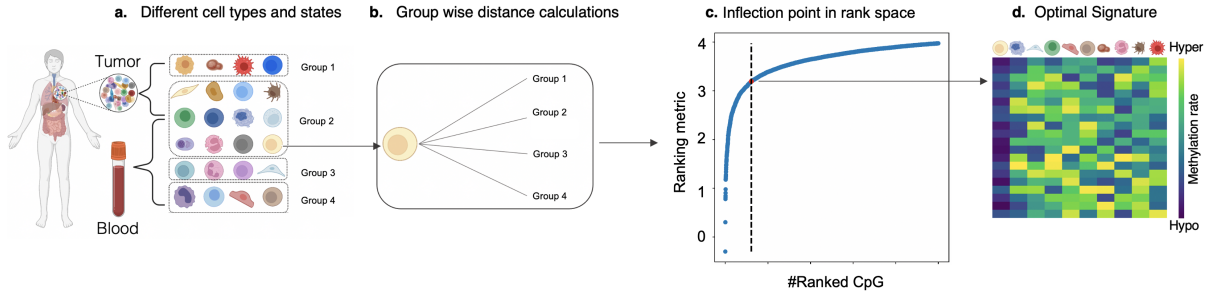 a. Different cell types and states
Tumor
Blood
Group 1
Group 2
Group 3
Group 4
b. Group wise distance calculations
Group 1
Group 2
Group 3
Group 4
c. Inflection point in rank space
Ranking metric
4
3
2
1
0
#Ranked CpG
d. Optimal Signature
Hyper
Methylation rate
Hypo